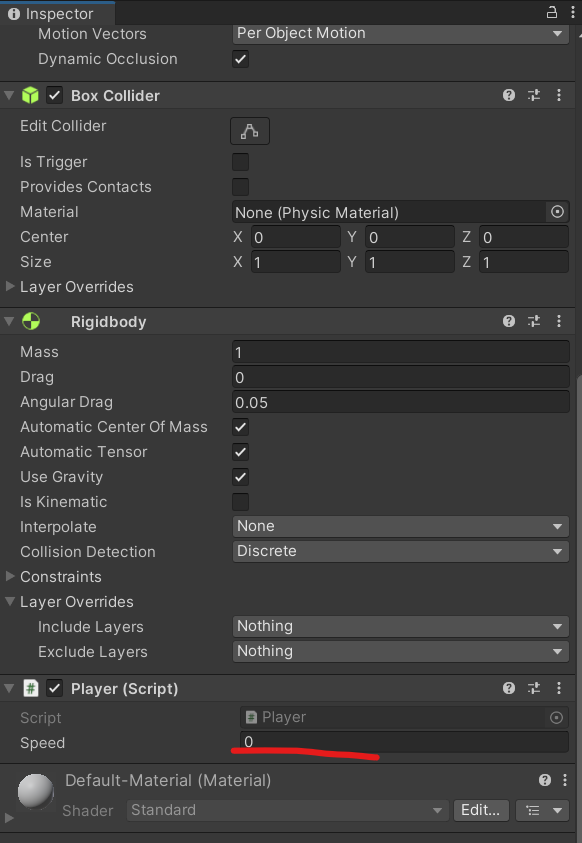 Inspector
Motion Vectors Per Object Motion
Dynamic Occlusion
Box Collider
Edit Collider
Is Trigger
Provides Contacts
Material None (Physic Material)
Center X 0 Y 0 Z 0
Size X 1 Y 1 Z 1
Layer Overrides
Rigidbody
Mass 1
Drag 0
Angular Drag 0.05
Automatic Center Of Mass
Automatic Tensor
Use Gravity
Is Kinematic
Interpolate None
Collision Detection Discrete
Constraints
Layer Overrides
Include Layers Nothing
Exclude Layers Nothing
# Player (Script)
Script # Player
Speed 0
Default-Material (Material)
Shader Standard Edit...